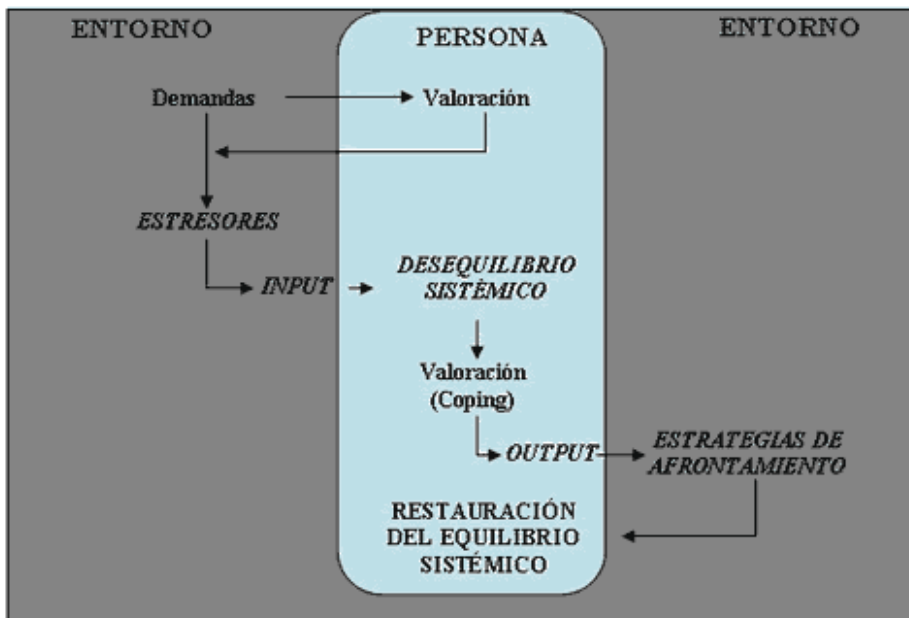 ENTORNO
PERSONA
ENTORNO
Demandas
Valoración
ESTRESORES
INPUT
DESEQUILIBRIO
SISTÉMICO
Valoración
(Coping)
OUTPUT
ESTRATEGIAS DE
AFRONTAMIENTO
RESTAURACIÓN
DEL EQUILIBRIO
SISTÉMICO